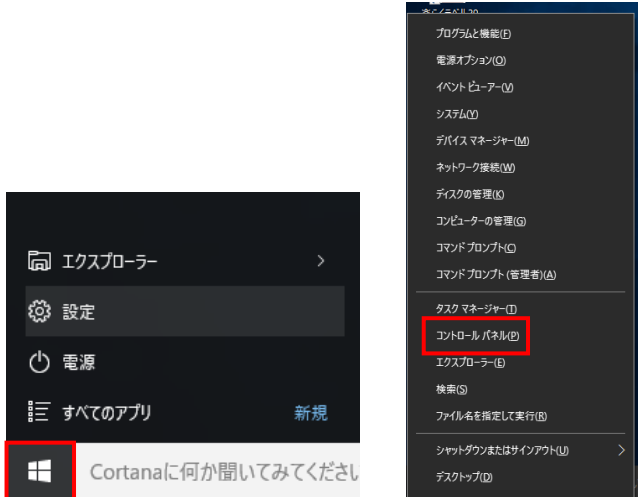 エクスプローラー
設定
電源
すべてのアプリ 新規
Cortanaに何か聞いてみてくださ
プログラムと機能(F)
電源オプション(O)
イベント ビューアー(V)
システム(Y)
デバイス マネージャー(M)
ネットワーク接続(W)
ディスクの管理(K)
コンピューターの管理(G)
コマンド プロンプト(C)
コマンド プロンプト (管理者)(A)
タスク マネージャー(T)
コントロール パネル(P)
エクスプローラー(E)
検索(S)
ファイル名を指定して実行(R)
シャットダウンまたはサインアウト(U)
デスクトップ(D)